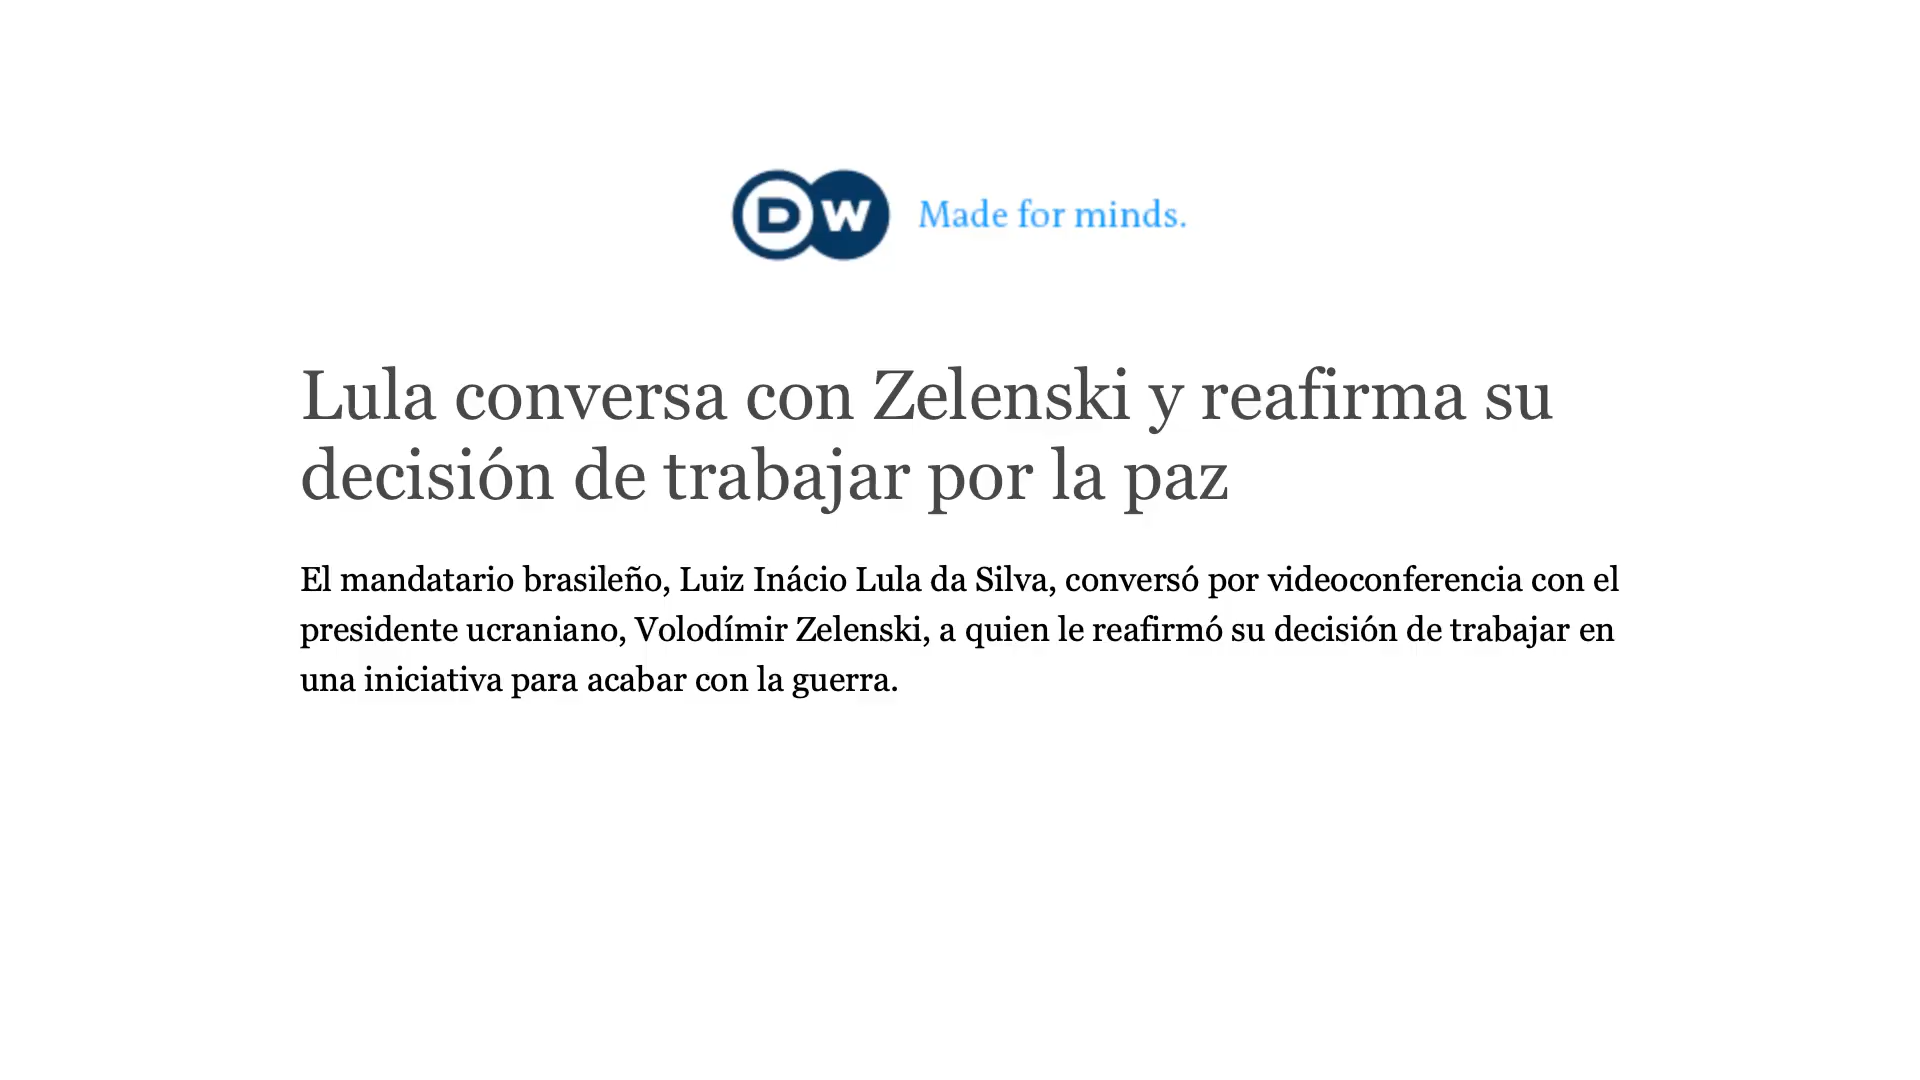 DW Made for minds.
Lula conversa con Zelenski y reafirma su
decisión de trabajar por la paz
El mandatario brasileño, Luiz Inácio Lula da Silva, conversó por videoconferencia con el
presidente ucraniano, Volodímir Zelenski, a quien le reafirmó su decisión de trabajar en
una iniciativa para acabar con la guerra.